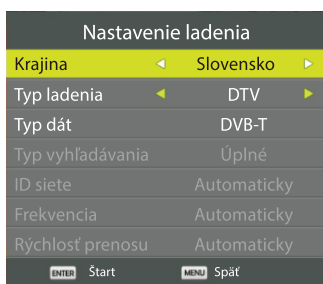 Nastavenie ladenia
Krajina Slovensko
Typ ladenia DTV
Typ dát DVB-T
Typ vyhľadávania Úplné
ID siete Automaticky
Frekvencia Automaticky
Rýchlosť prenosu Automaticky
ENTER Štart MENU Späť